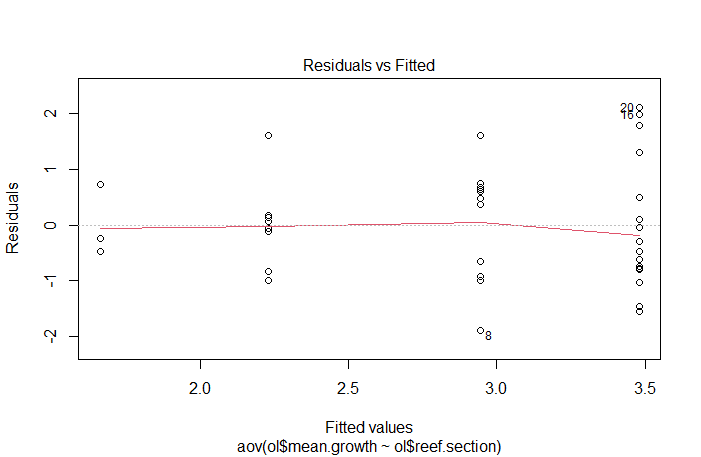 Residuals vs Fitted
Residuals
2
1
0
-1
-2
20
16
8
2.0 2.5 3.0 3.5
Fitted values
aov(ol$mean.growth ~ ol$reef.section)